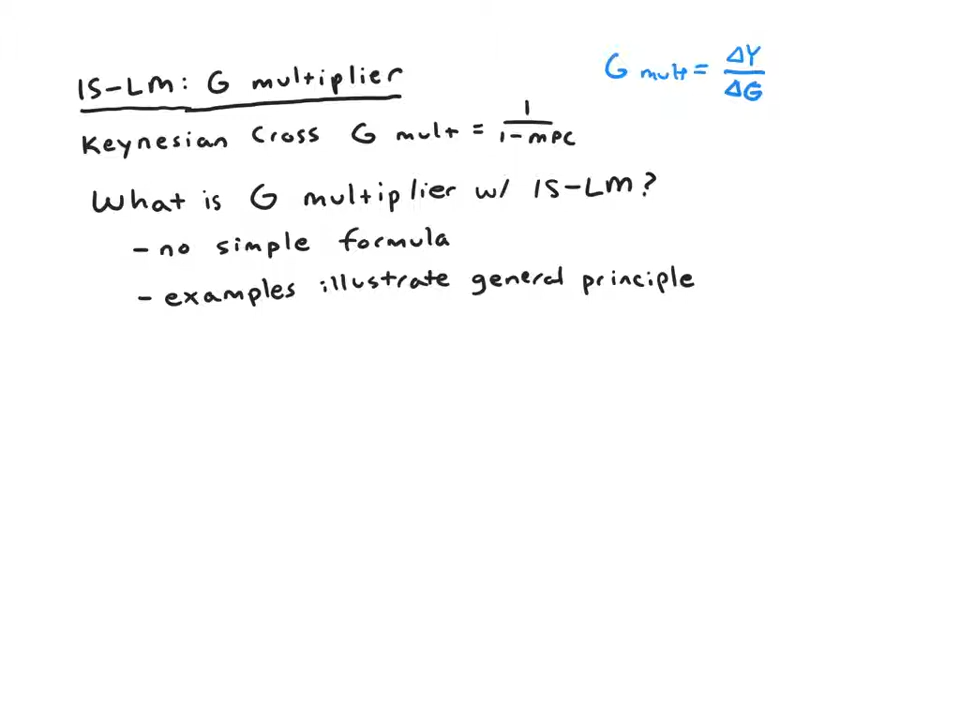 IS-LM: G multiplier
G mult = ΔY/ΔG
Keynesian Cross G mult = 1/(1-MPC)
What is G multiplier w/ IS-LM?
- no simple formula
- examples illustrate general principle